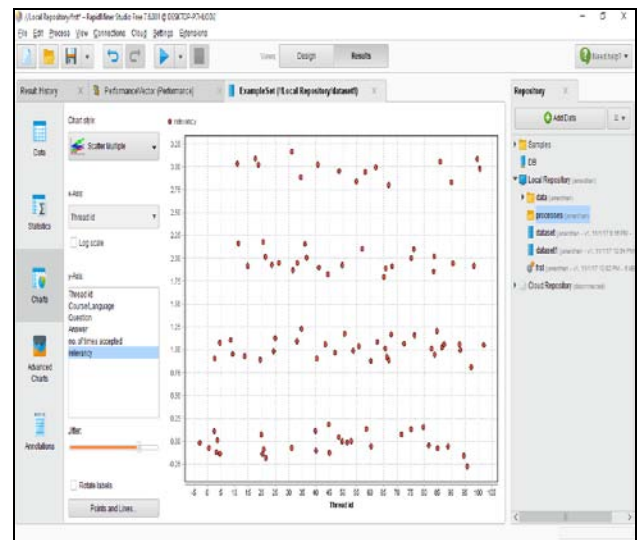 //Local Repository/first* – RapidMiner Studio Free 7.6.001 @ DESKTOP-
File Edit Process View Connections Cloud Settings Extensions
Views: Design Results
Need help?
Result History PerformanceVector (Performance) ExampleSet (//Local Repository/dataset1) Repository
Data
Statistics
Charts
Advanced
Charts
Annotations
Chart style
Scatter Multiple
x-Axis
Thread id
Log scale
y-Axis
Thread id
Course/Language
Question
Answer
no. of times accepted
relevancy
Jitter:
Rotate labels
Points and Lines...
relevancy
3.25
3.00
2.75
2.50
2.25
2.00
1.75
1.50
1.25
1.00
0.75
0.50
0.25
0.00
-0.25
-5 0 5 10 15 20 25 30 35 40 45 50 55 60 65 70 75 80 85 90 95 100 105
Thread id
Add Data
Samples
DB
Local Repository
data
processes
dataset
dataset1
first
Cloud Repository (disconnected)